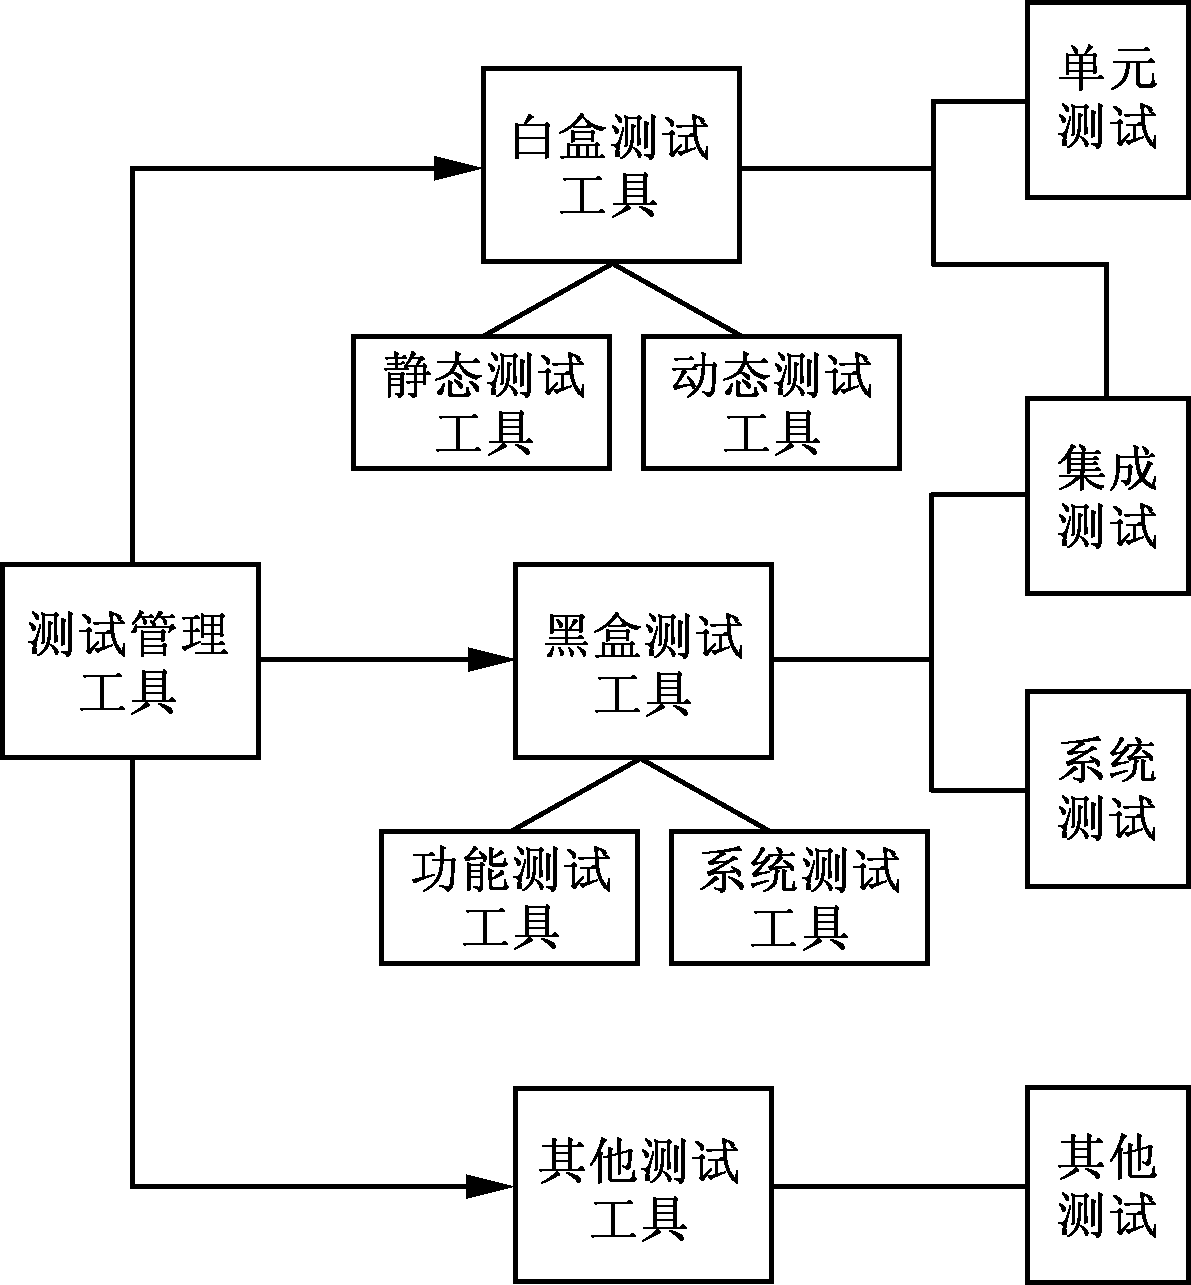 单元
测试
白盒测试
工具
静态测试
工具
动态测试
工具
集成
测试
测试管理
工具
黑盒测试
工具
系统
测试
功能测试
工具
系统测试
工具
其他测试
工具
其他
测试